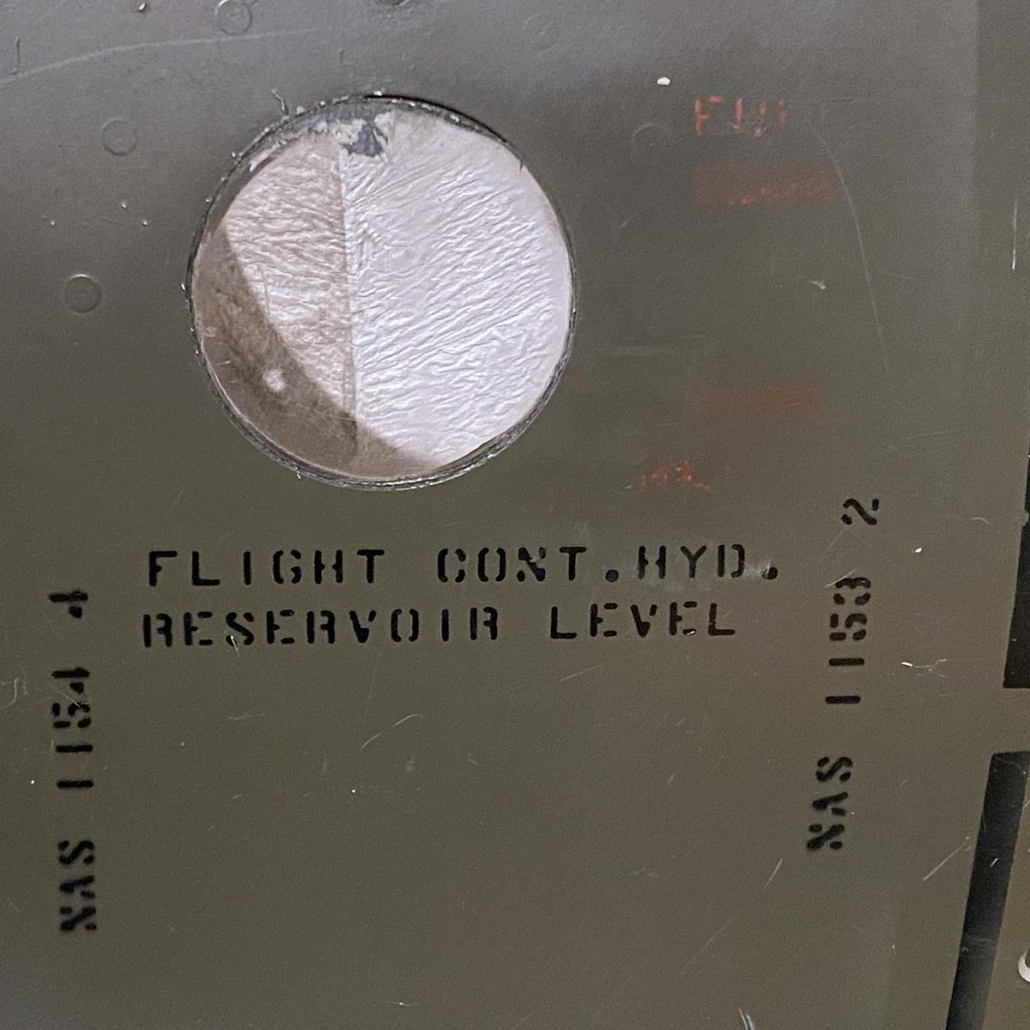 FLIGHT CONT.HYD.
RESERVOIR LEVEL
NAS 1154 4
NAS 1153 2